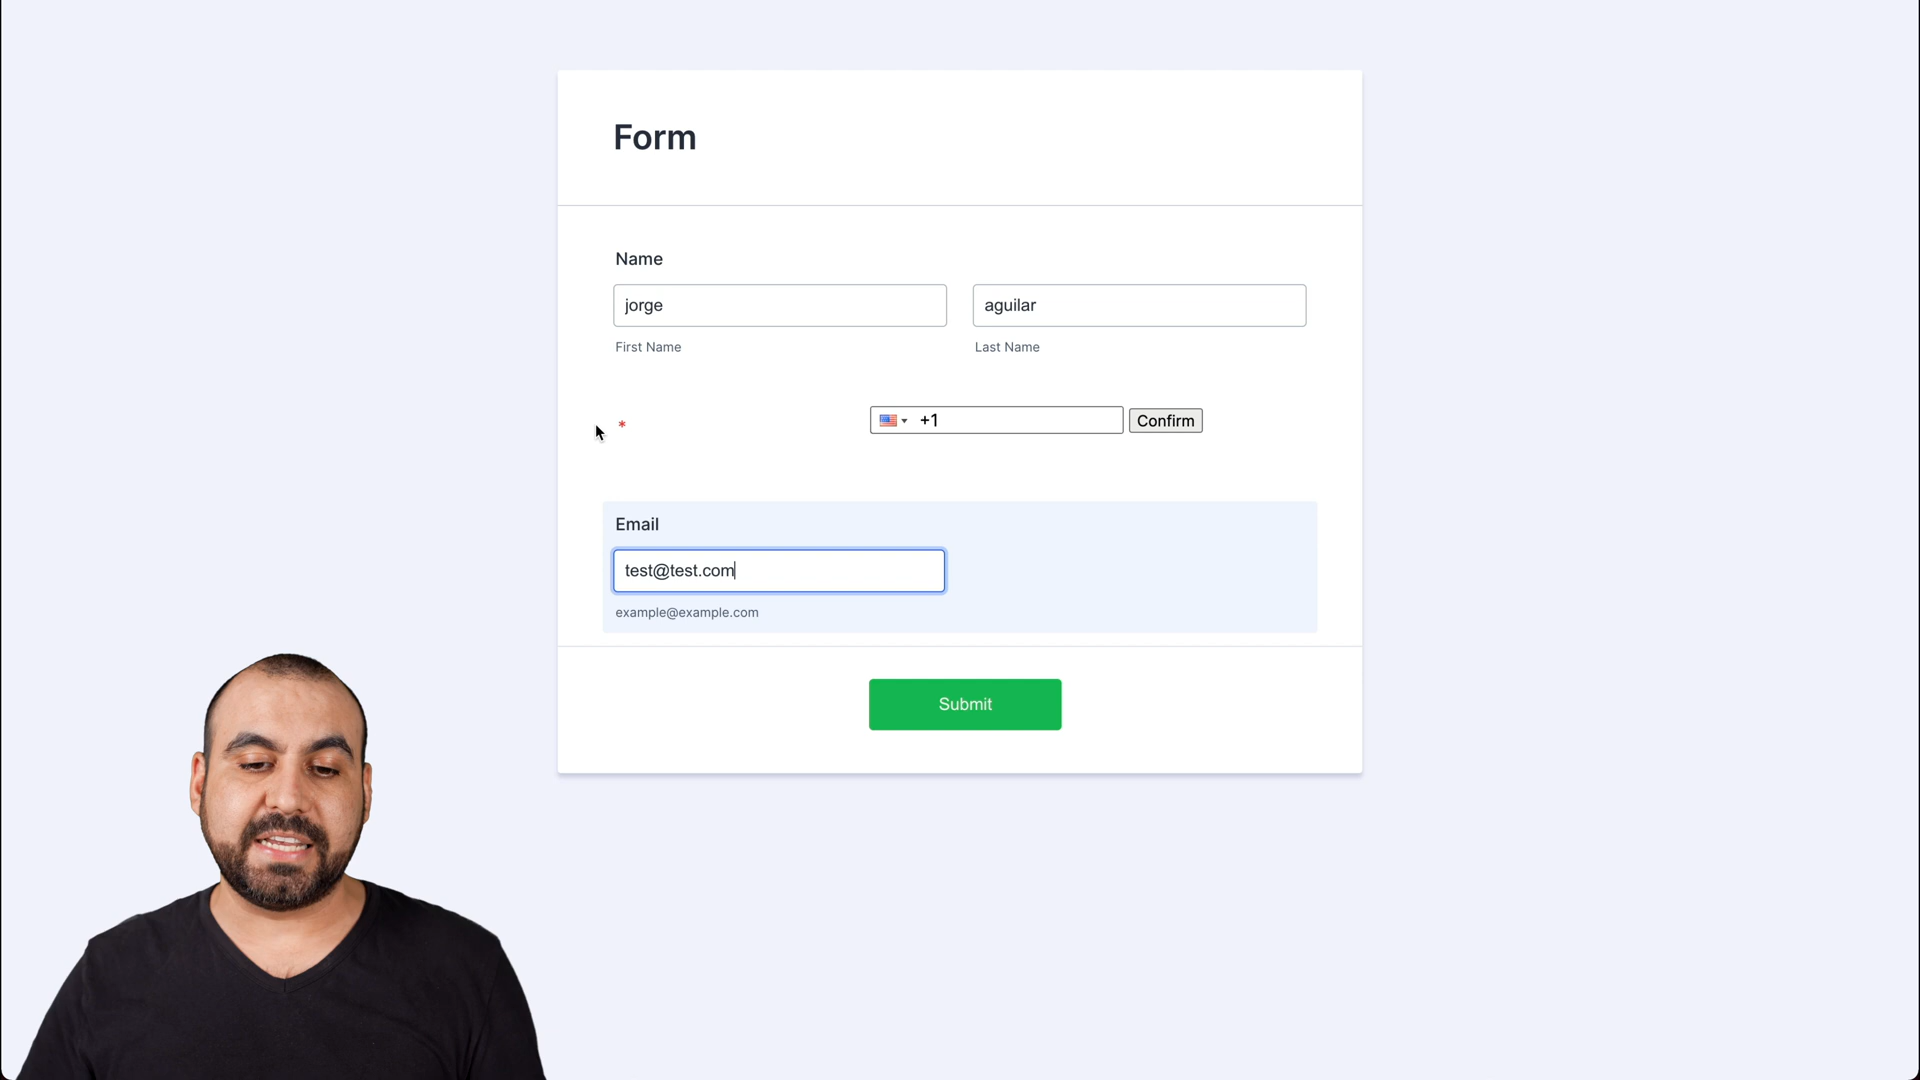 Form
Name
jorge aguilar
First Name Last Name
* +1 Confirm
Email
test@test.com
example@example.com
Submit